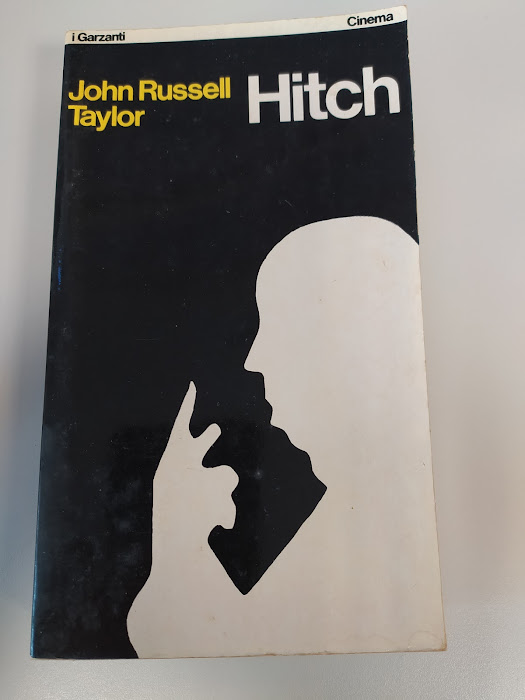 i Garzanti
Cinema
John Russell
Taylor
Hitch